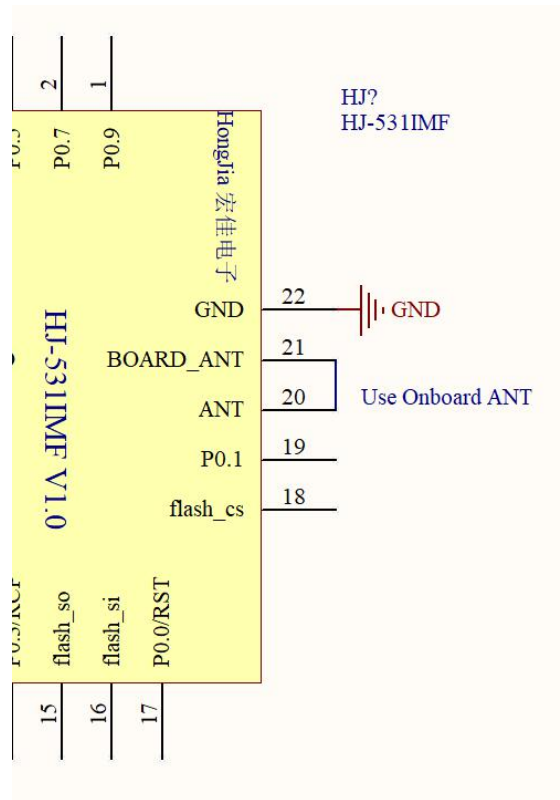 2
1
HJ?
HJ-531IMF
P0.7
P0.9
HongJia 宏佳电子
GND
22
GND
BOARD_ANT
21
ANT
20
Use Onboard ANT
P0.1
19
flash_cs
18
HJ-531IMF V1.0
flash_so
flash_si
P0.0/RST
15
16
17